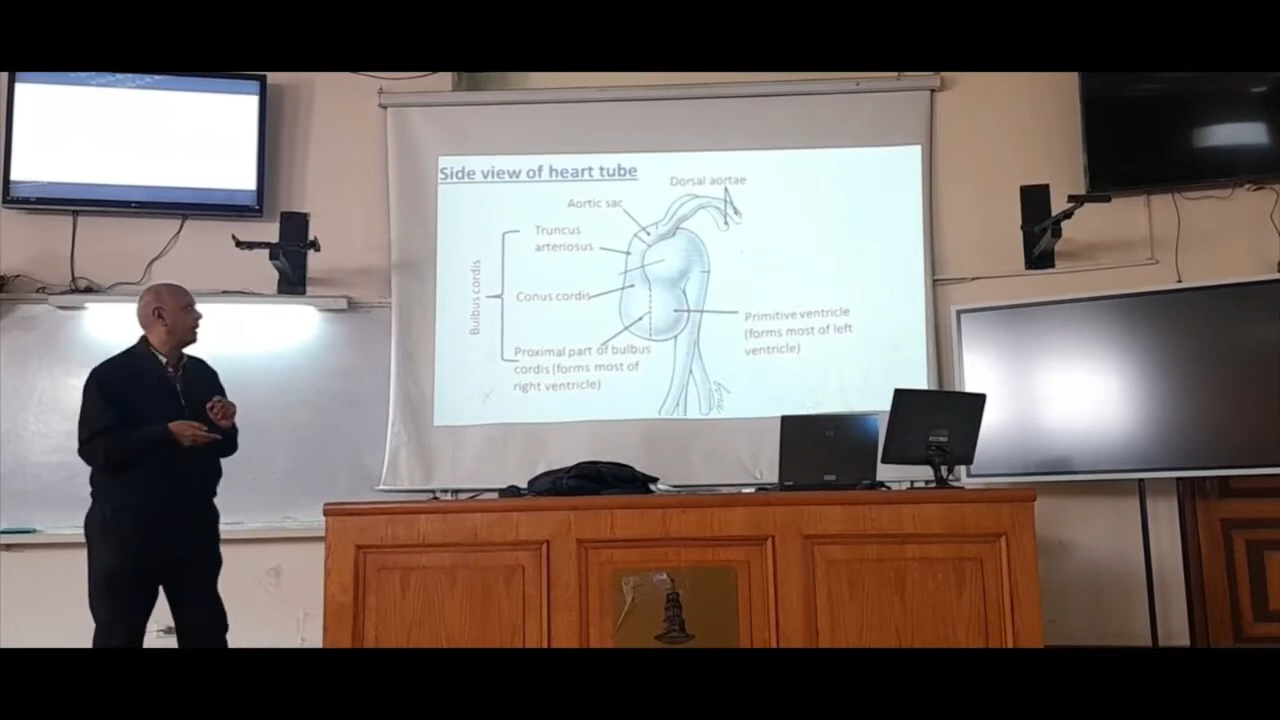 Side view of heart tube
Dorsal aortae
Aortic sac
Truncus
arteriosus
Bulbus cordis
Conus cordis
Primitive ventricle
(forms most of left
ventricle)
Proximal part of bulbus
cordis (forms most of
right ventricle)